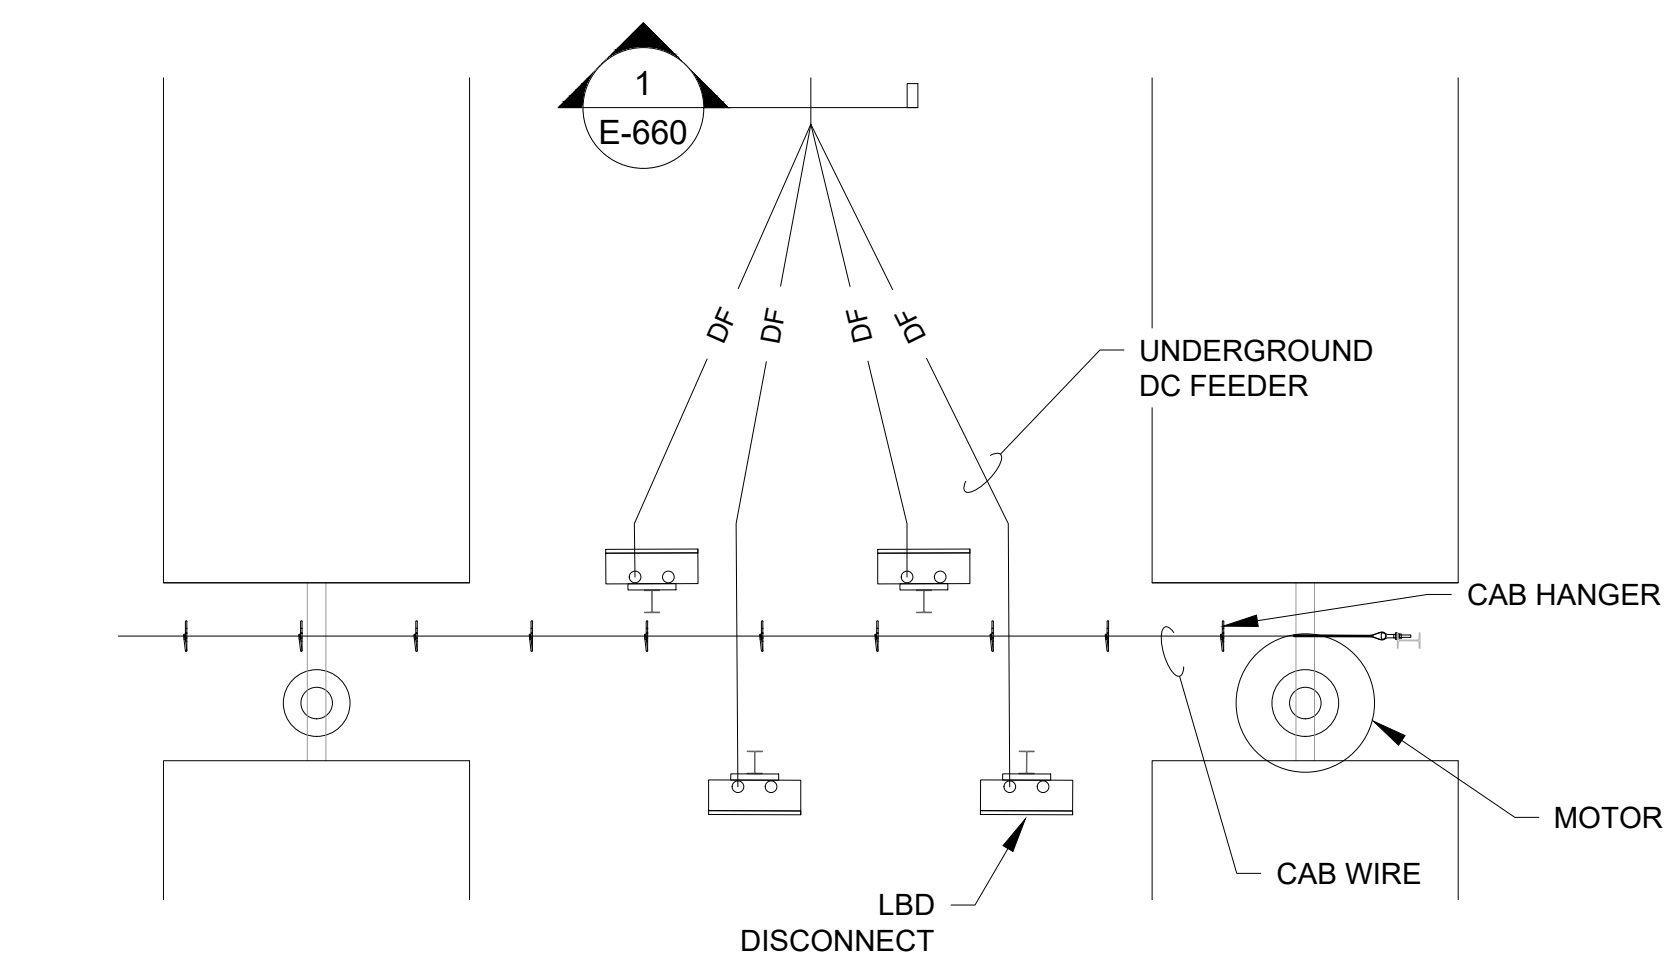 1
E-660
DF
DF
DF
DF
UNDERGROUND
DC FEEDER
CAB HANGER
MOTOR
CAB WIRE
LBD
DISCONNECT